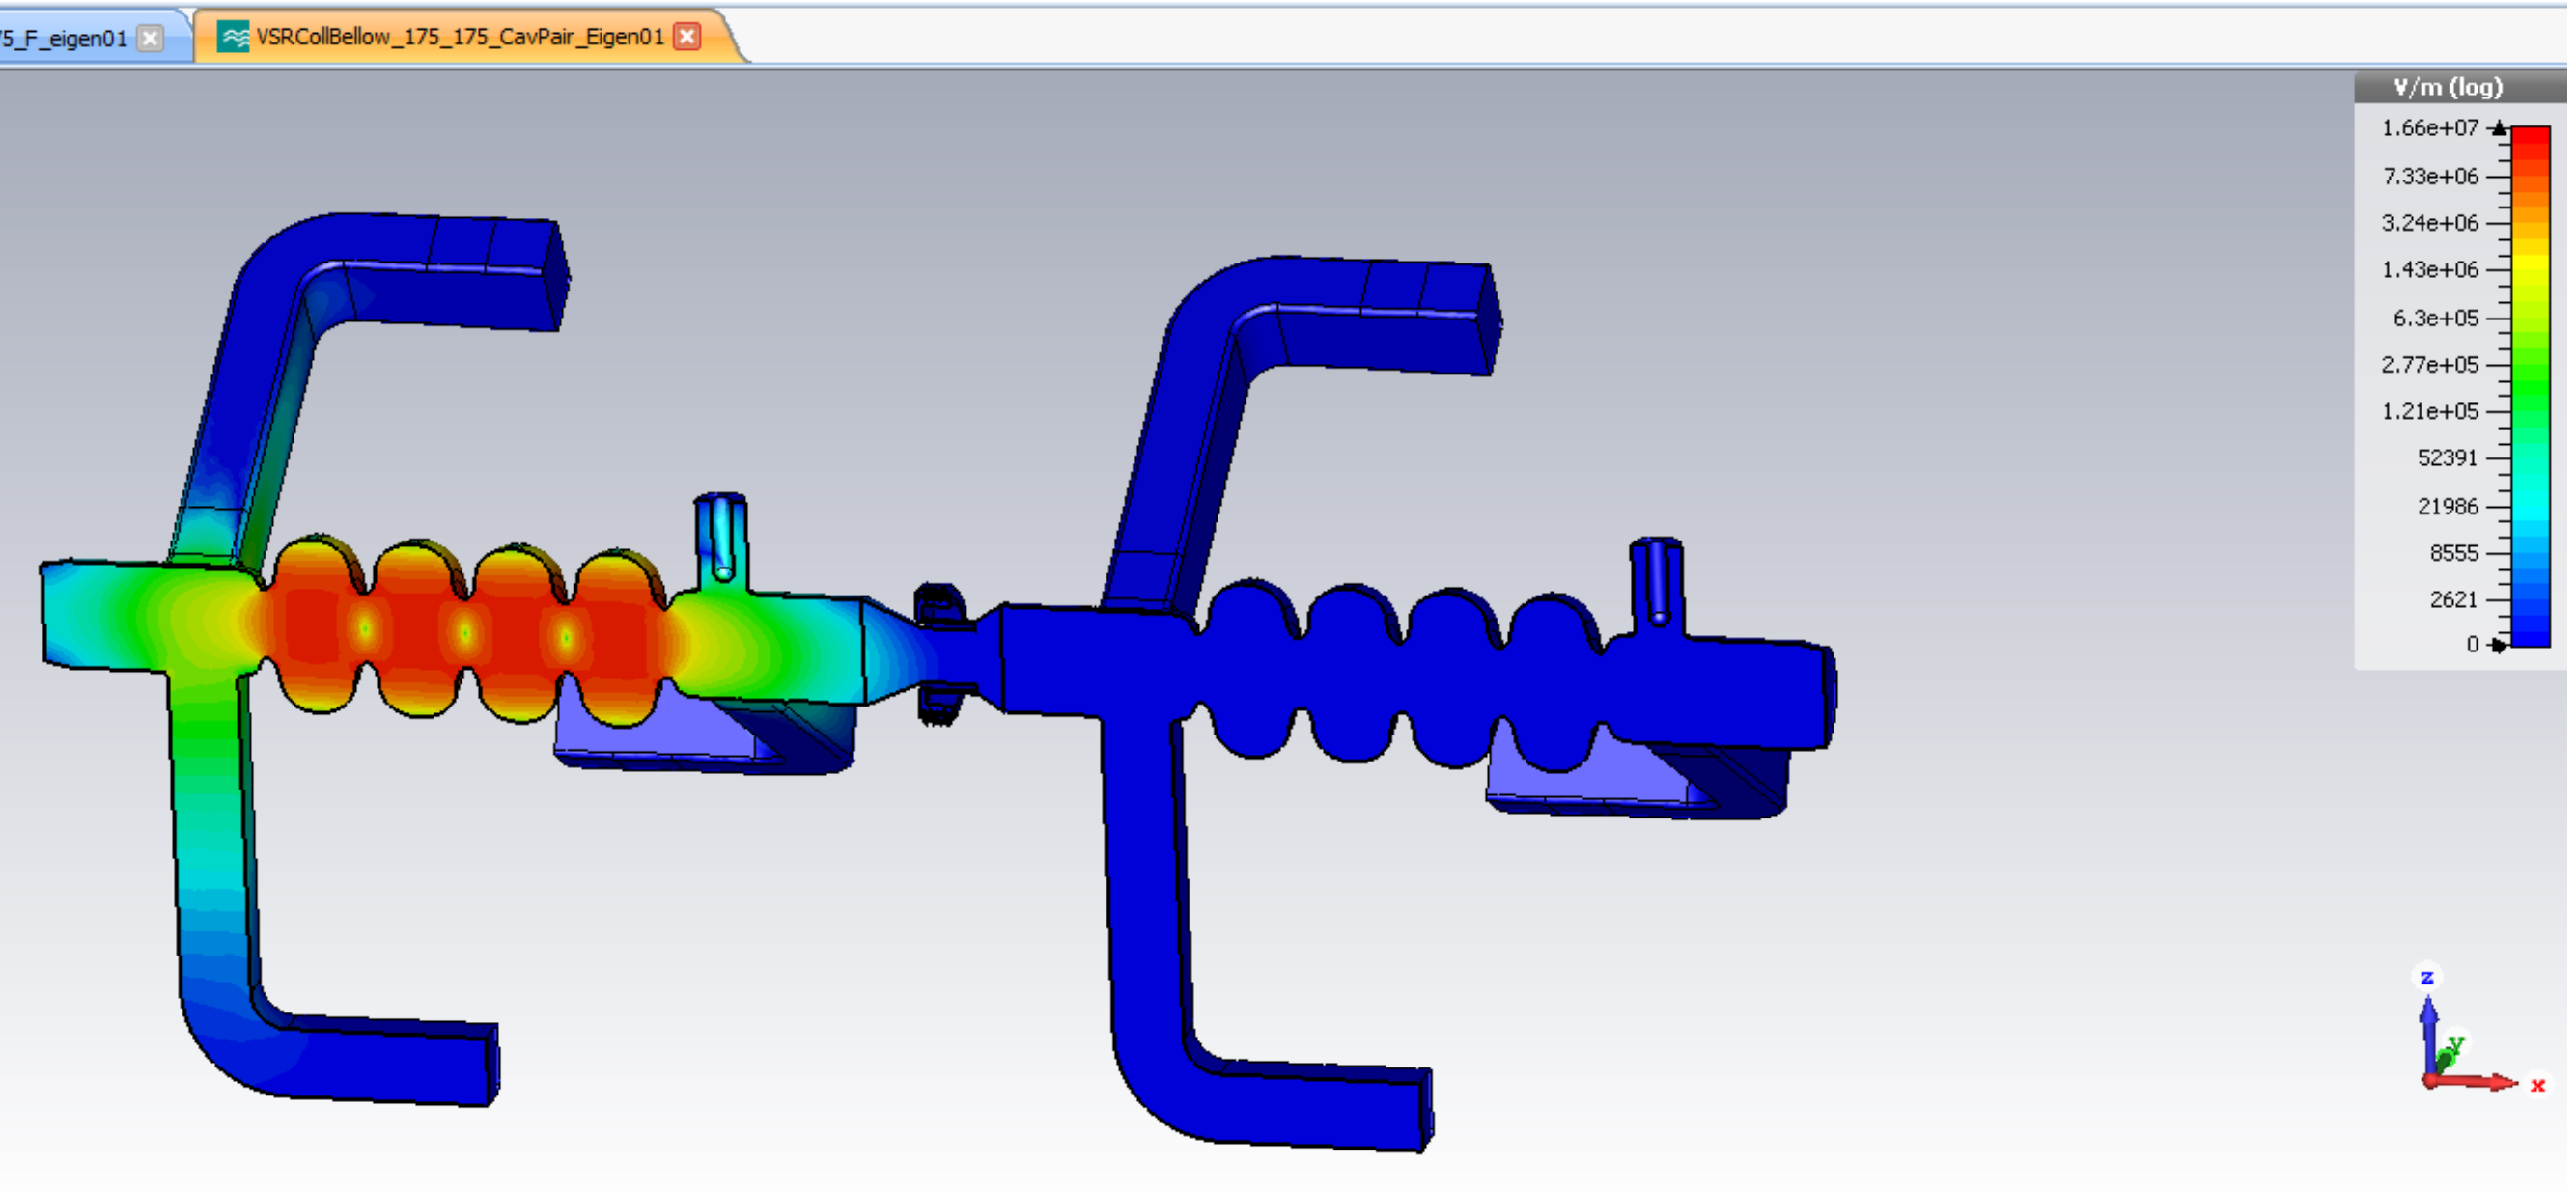 75_F_eigen01
VSRCollBellow_175_175_CavPair_Eigen01
V/m (log)
1.66e+07
7.33e+06
3.24e+06
1.43e+06
6.3e+05
2.77e+05
1.21e+05
52391
21986
8555
2621
0
z
y
x